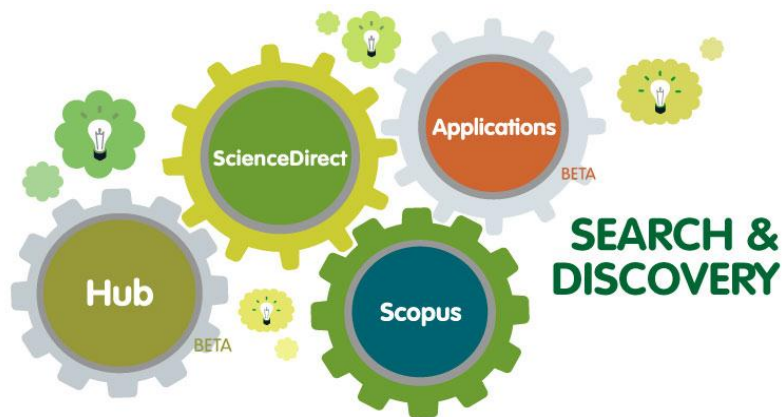 Applications
ScienceDirect
BETA
SEARCH &
DISCOVERY
Hub
Scopus
BETA